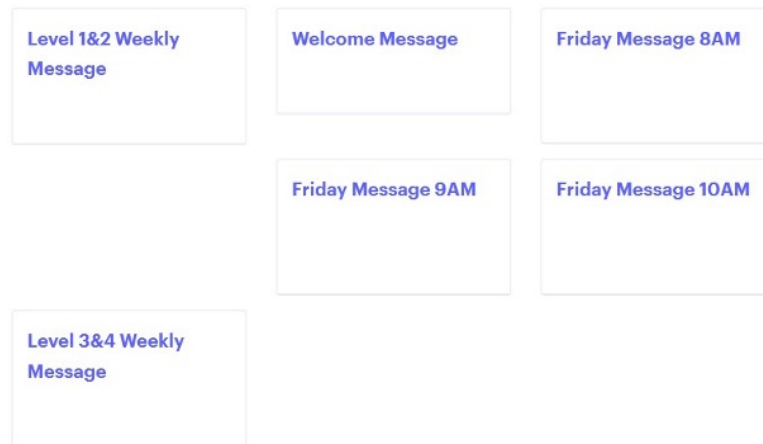 Level 1&2 Weekly
Message
Welcome Message
Friday Message 8AM
Friday Message 9AM
Friday Message 10AM
Level 3&4 Weekly
Message